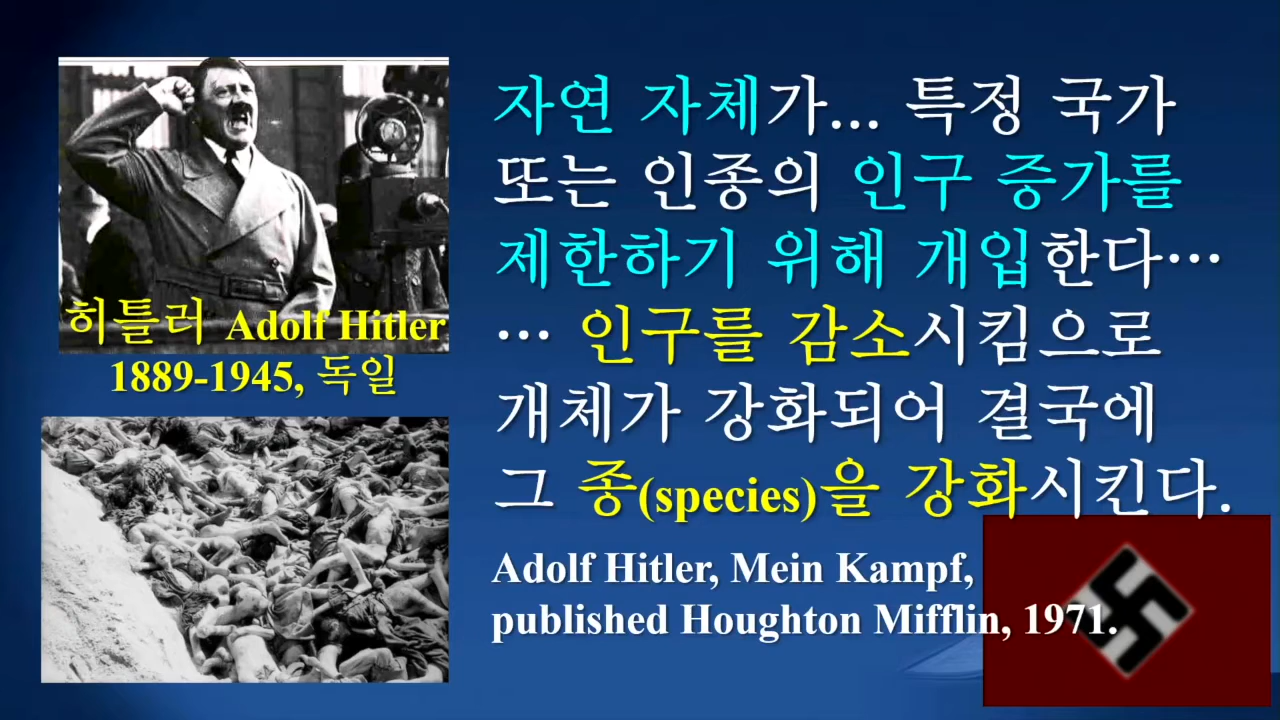 히틀러 Adolf Hitler
1889-1945, 독일
자연 자체가... 특정 국가
또는 인종의 인구 증가를
제한하기 위해 개입한다…
… 인구를 감소시킴으로
개체가 강화되어 결국에
그 종(species)을 강화시킨다.
Adolf Hitler, Mein Kampf,
published Houghton Mifflin, 1971.